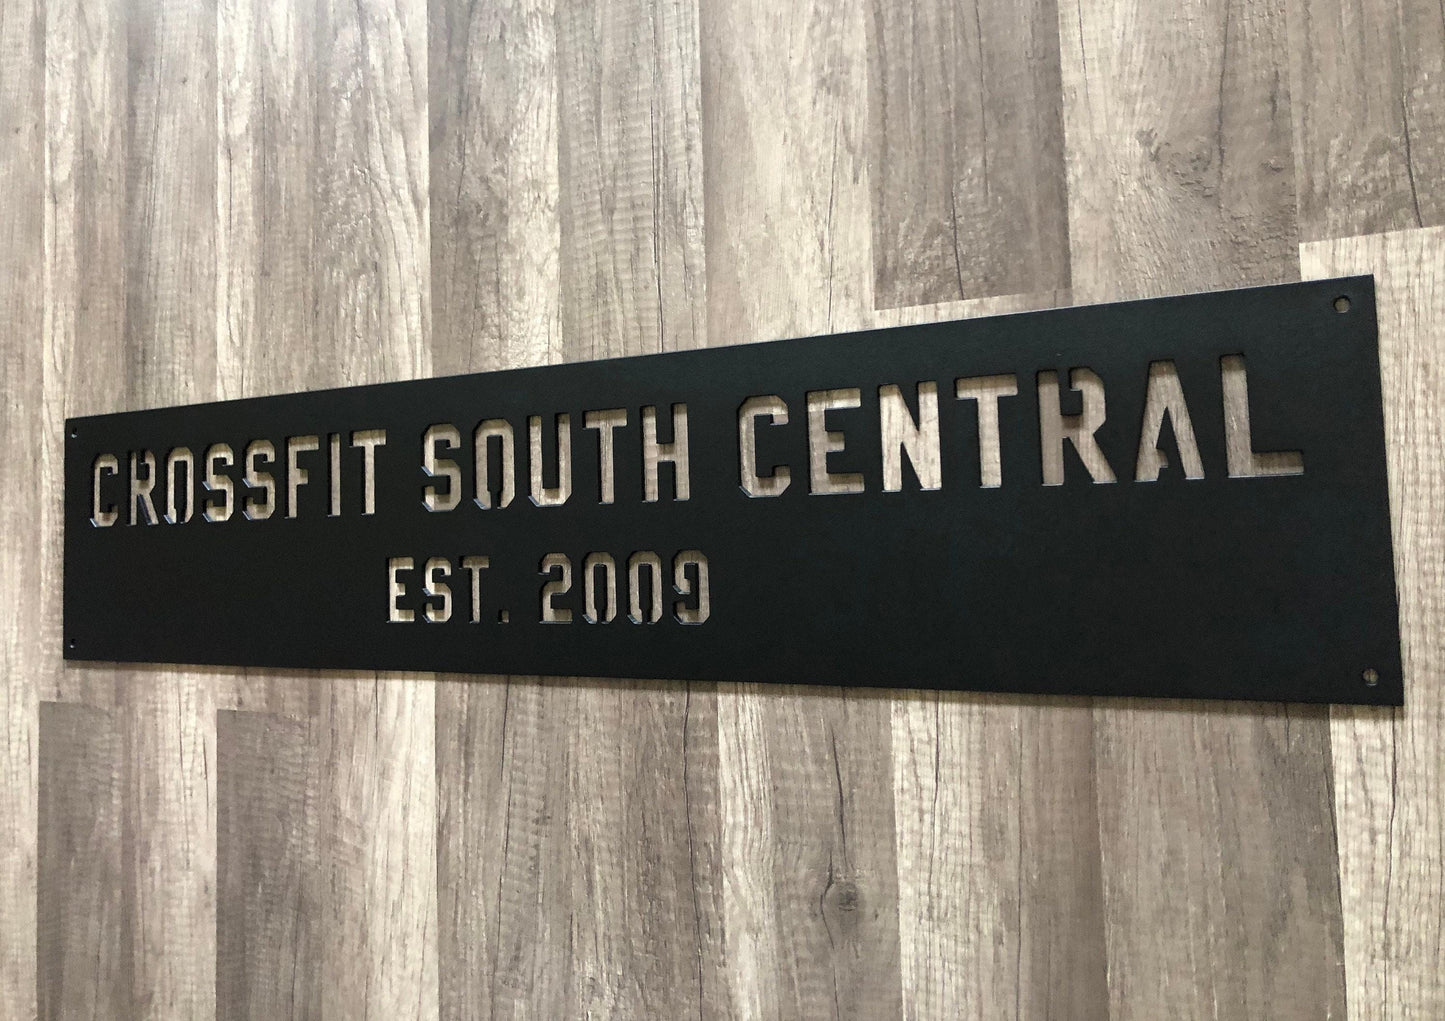 CROSSFIT SOUTH CENTRAL
EST. 2009